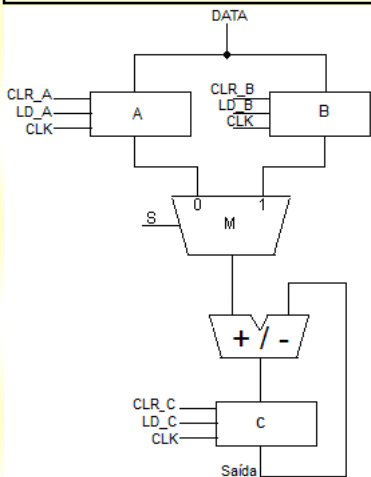 DATA
CLR_A
LD_A
CLK
A
CLR_B
LD_B
CLK
B
0 1
S
M
+ / -
CLR_C
LD_C
CLK
C
Saída